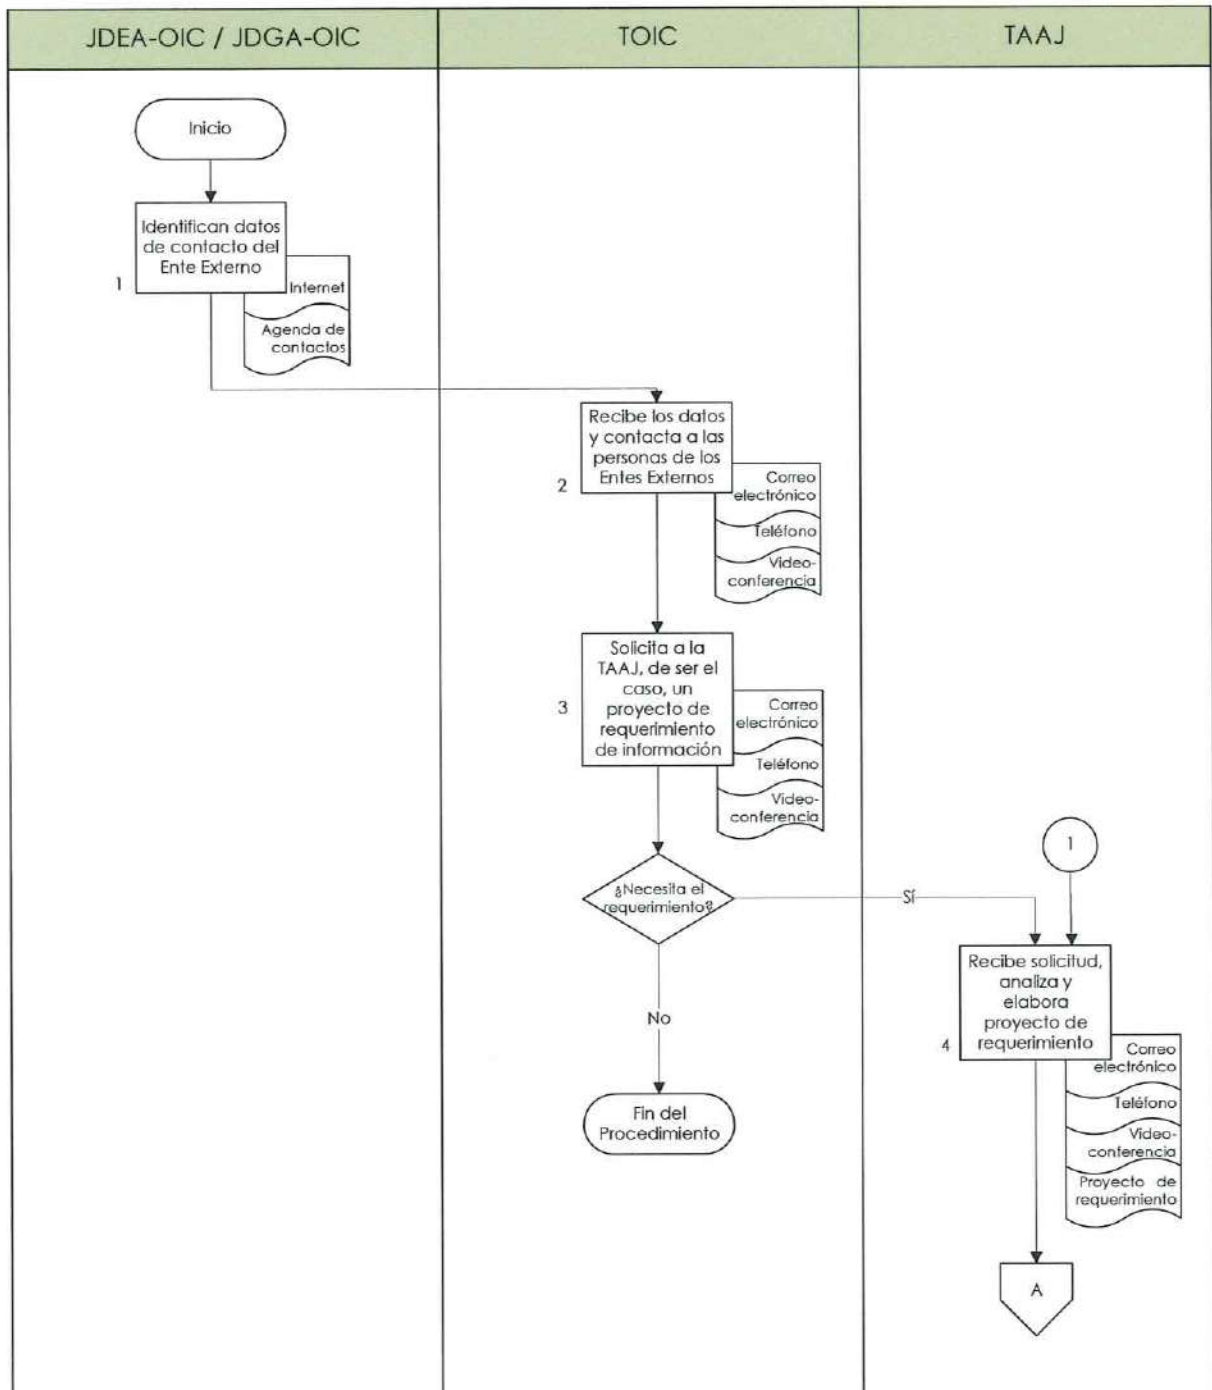 JDEA-OIC / JDGA-OIC
TOIC
TAAJ
Inicio
Identifican datos
de contacto del
Ente Externo
1
Internet
Agenda de
contactos
Recibe los datos
y contacta a las
personas de los
Entes Externos
2
Correo
electrónico
Teléfono
Video-
conferencia
Solicita a la
TAAJ, de ser el
caso, un
proyecto de
requerimiento
de información
3
Correo
electrónico
Teléfono
Video-
conferencia
¿Necesita el
requerimiento?
Sí
No
Fin del
Procedimiento
1
Recibe solicitud,
analiza y
elabora
proyecto de
requerimiento
4
Correo
electrónico
Teléfono
Video-
conferencia
Proyecto de
requerimiento
A